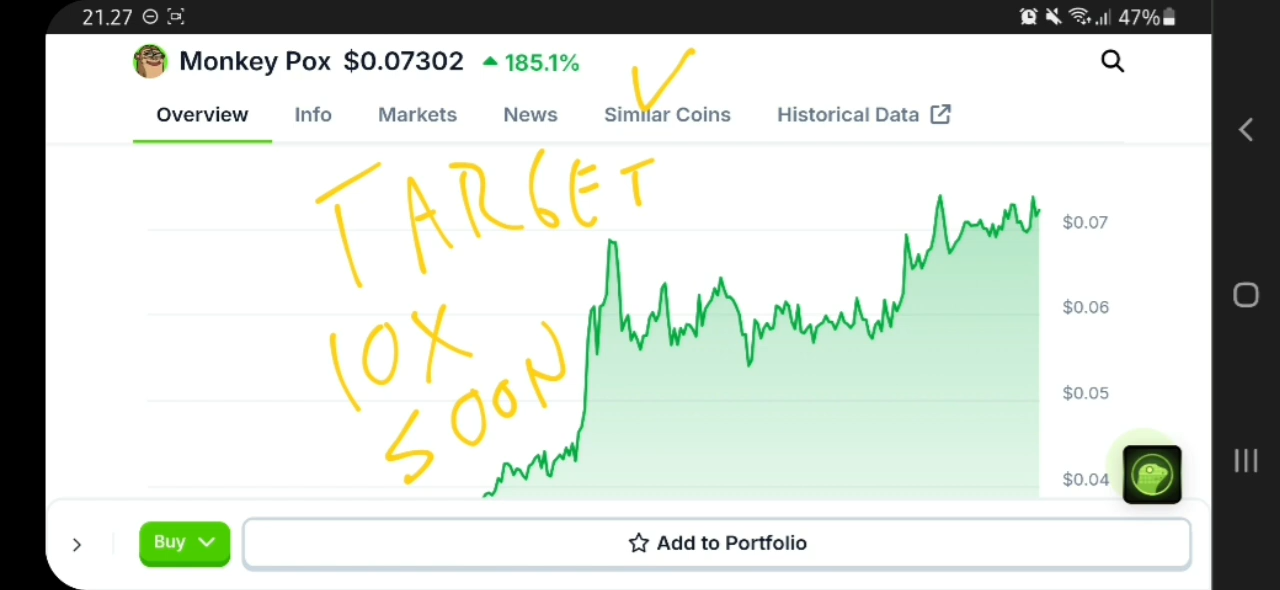 21.27 47%
Monkey Pox $0.07302 185.1%
Overview Info Markets News Similar Coins Historical Data
TARGET
10X
SOON
$0.07
$0.06
$0.05
$0.04
Buy Add to Portfolio